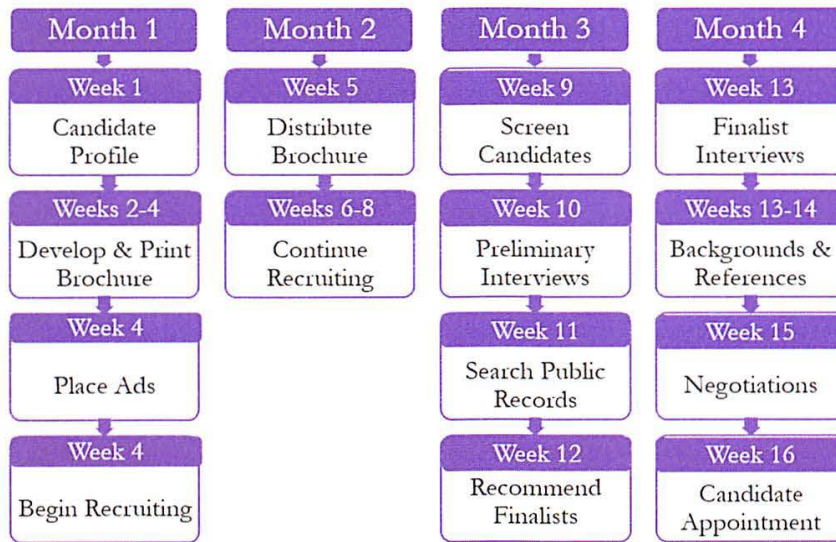 Month 1
Week 1
Candidate
Profile
Weeks 2-4
Develop & Print
Brochure
Week 4
Place Ads
Week 4
Begin Recruiting
Month 2
Week 5
Distribute
Brochure
Weeks 6-8
Continue
Recruiting
Month 3
Week 9
Screen
Candidates
Week 10
Preliminary
Interviews
Week 11
Search Public
Records
Week 12
Recommend
Finalists
Month 4
Week 13
Finalist
Interviews
Weeks 13-14
Backgrounds &
References
Week 15
Negotiations
Week 16
Candidate
Appointment